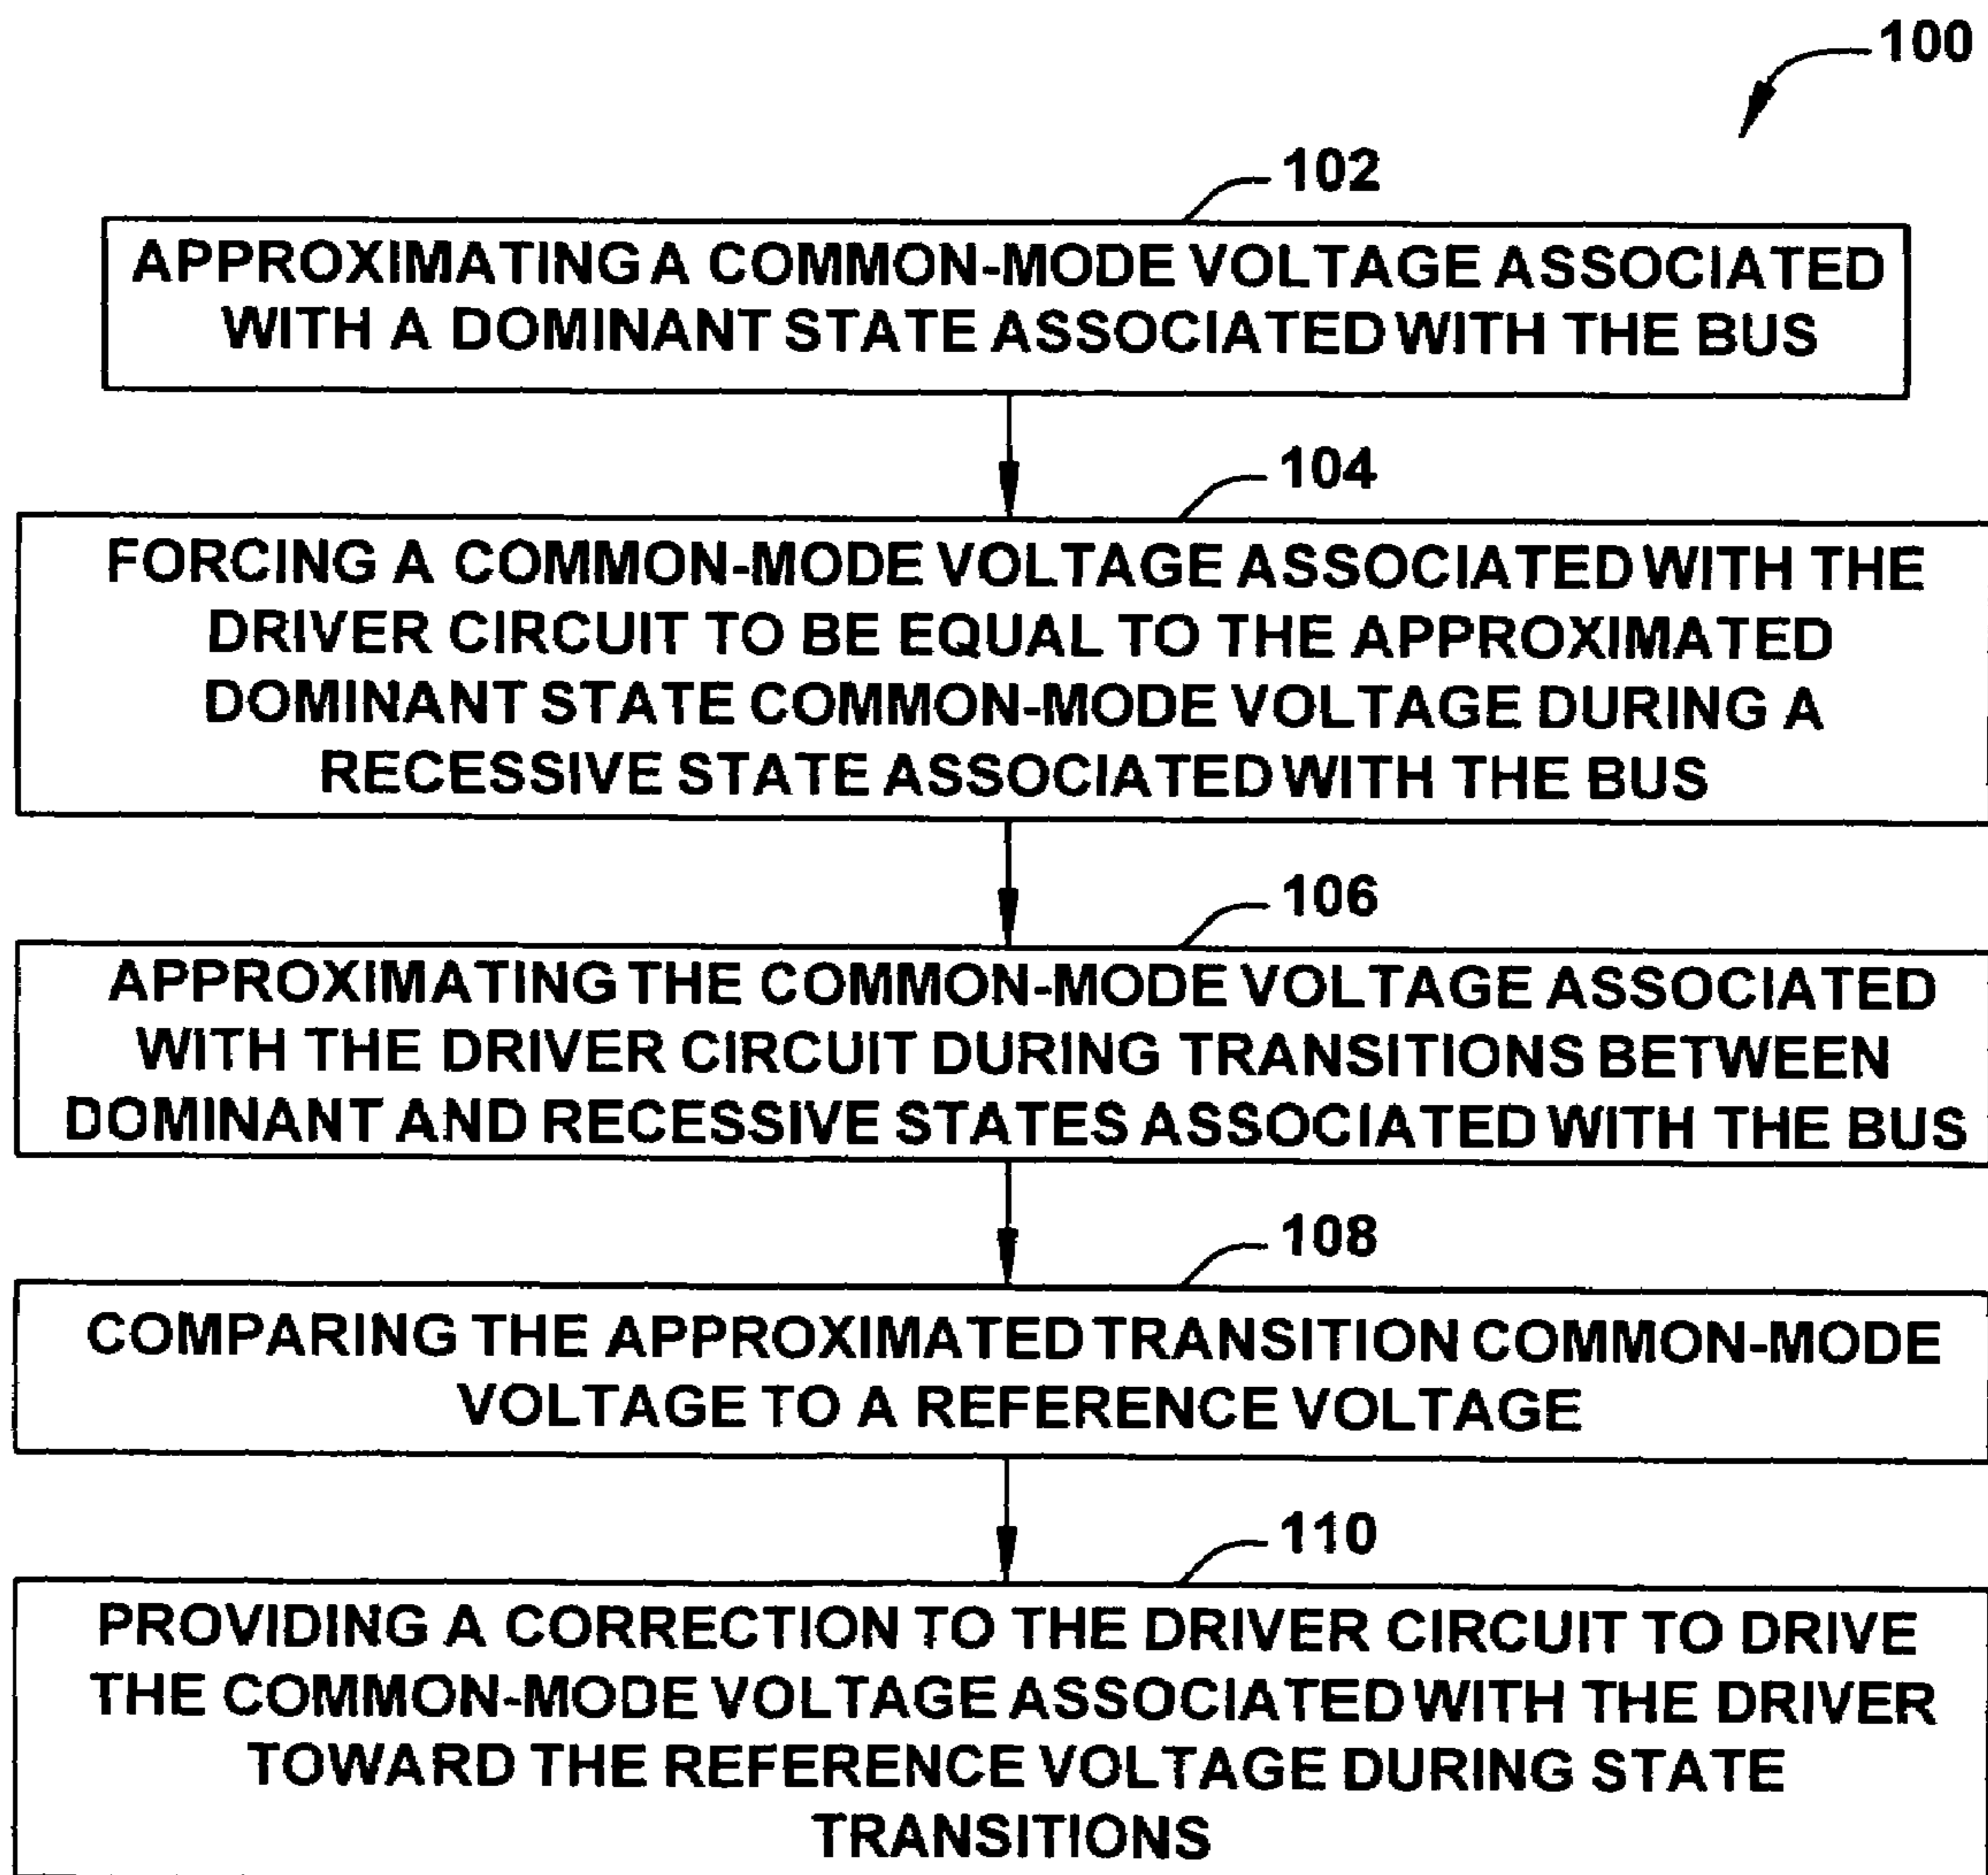 100
102
APPROXIMATING A COMMON-MODE VOLTAGE ASSOCIATED
WITH A DOMINANT STATE ASSOCIATED WITH THE BUS
104
FORCING A COMMON-MODE VOLTAGE ASSOCIATED WITH THE
DRIVER CIRCUIT TO BE EQUAL TO THE APPROXIMATED
DOMINANT STATE COMMON-MODE VOLTAGE DURING A
RECESSIVE STATE ASSOCIATED WITH THE BUS
106
APPROXIMATING THE COMMON-MODE VOLTAGE ASSOCIATED
WITH THE DRIVER CIRCUIT DURING TRANSITIONS BETWEEN
DOMINANT AND RECESSIVE STATES ASSOCIATED WITH THE BUS
108
COMPARING THE APPROXIMATED TRANSITION COMMON-MODE
VOLTAGE TO A REFERENCE VOLTAGE
110
PROVIDING A CORRECTION TO THE DRIVER CIRCUIT TO DRIVE
THE COMMON-MODE VOLTAGE ASSOCIATED WITH THE DRIVER
TOWARD THE REFERENCE VOLTAGE DURING STATE
TRANSITIONS